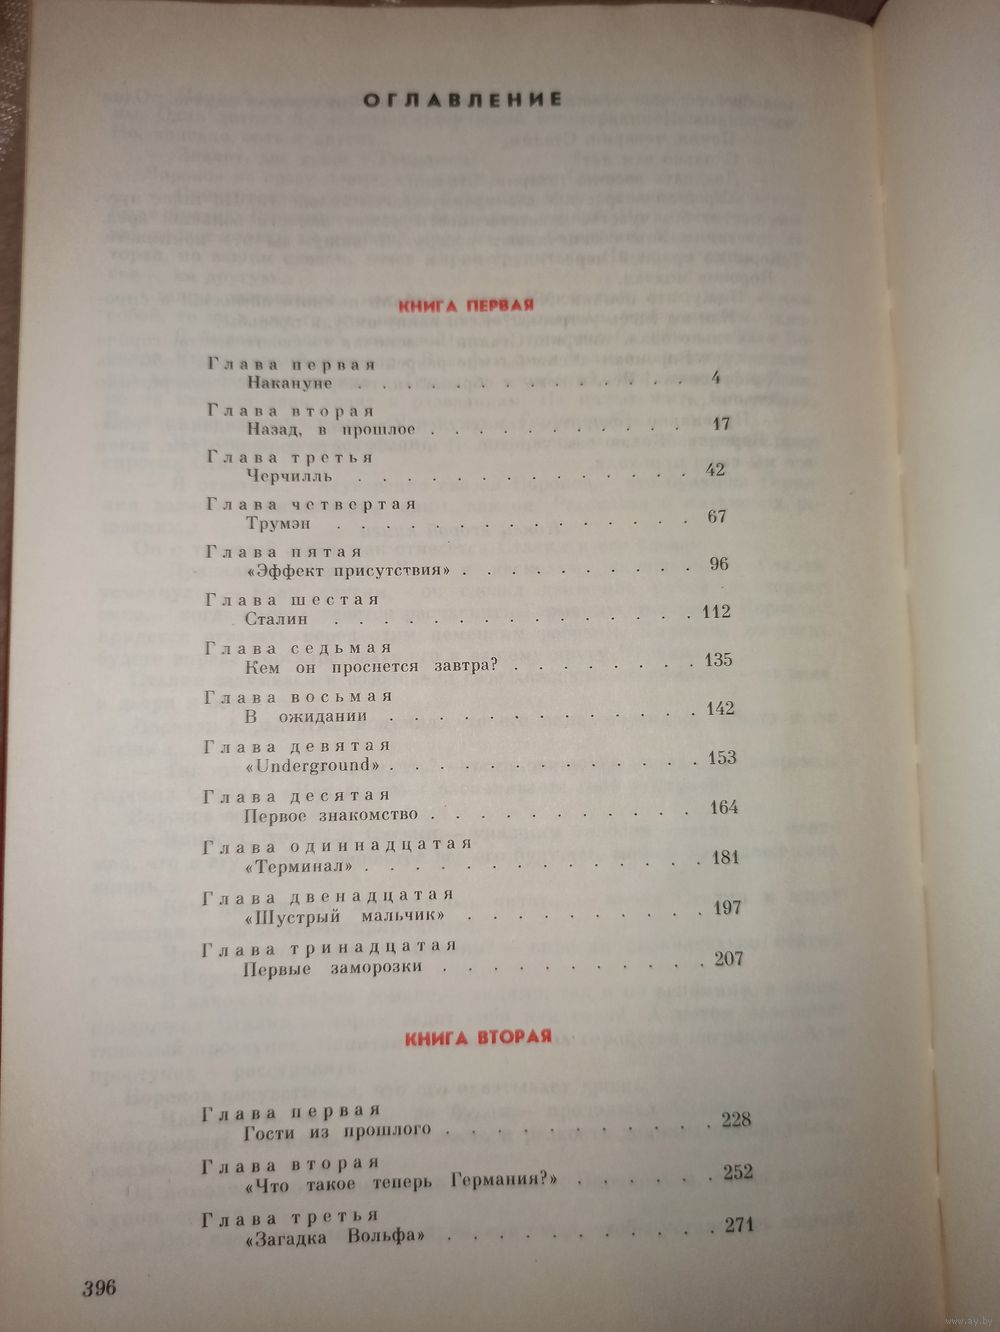 ОГЛАВЛЕНИЕ
КНИГА ПЕРВАЯ
Глава первая
Накануне . . . . . . . . . . . . . . 4
Глава вторая
Назад, в прошлое . . . . . . . . . . . 17
Глава третья
Черчилль . . . . . . . . . . . . . . 42
Глава четвертая
Трумэн . . . . . . . . . . . . . . . 67
Глава пятая
«Эффект присутствия» . . . . . . . . . . 96
Глава шестая
Сталин . . . . . . . . . . . . . . . 112
Глава седьмая
Кем он проснется завтра? . . . . . . . . 135
Глава восьмая
В ожидании . . . . . . . . . . . . . 142
Глава девятая
«Underground» . . . . . . . . . . . . . 153
Глава десятая
Первое знакомство . . . . . . . . . . . 164
Глава одиннадцатая
«Терминал» . . . . . . . . . . . . . . 181
Глава двенадцатая
«Шустрый мальчик» . . . . . . . . . . 197
Глава тринадцатая
Первые заморозки . . . . . . . . . . . 207
КНИГА ВТОРАЯ
Глава первая
Гости из прошлого . . . . . . . . . . . 228
Глава вторая
«Что такое теперь Германия?» . . . . . . 252
Глава третья
«Загадка Вольфа» . . . . . . . . . . . 271
396
www.ay.by